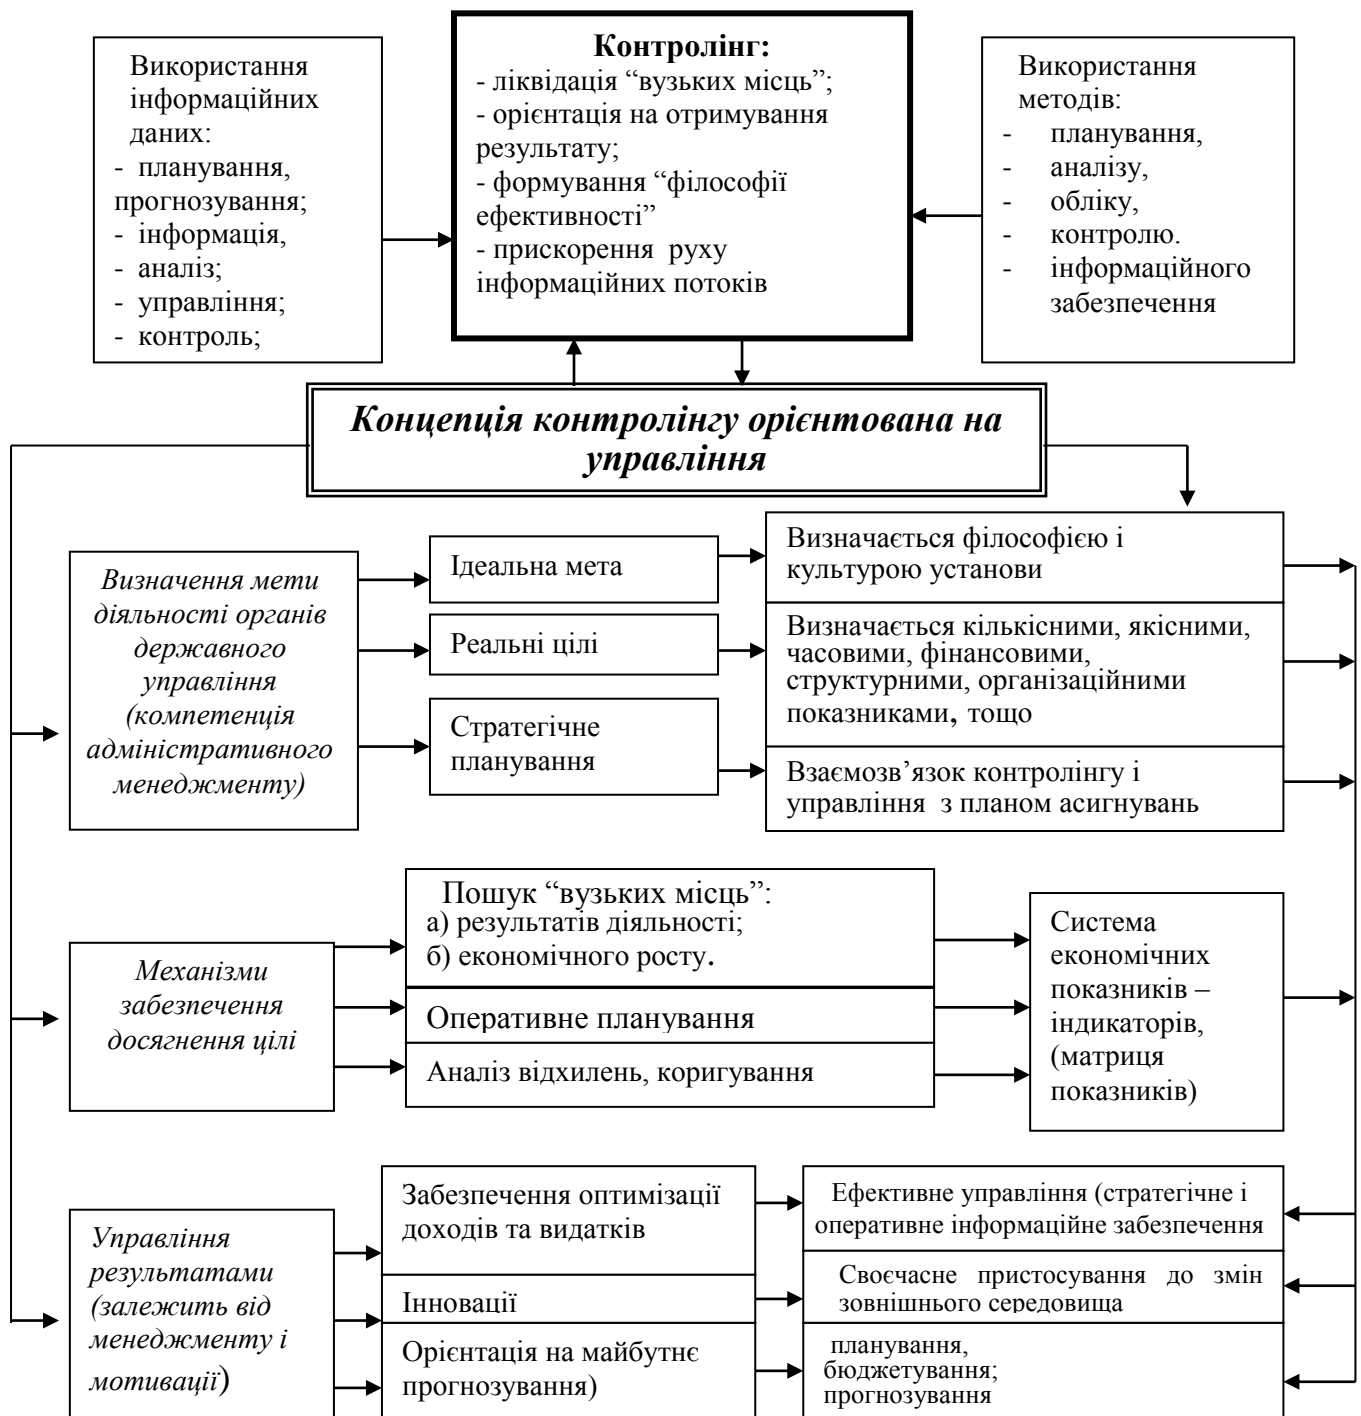 Використання
інформаційних
даних:
- планування,
прогнозування;
- інформація,
- аналіз;
- управління;
- контроль;
Контролінг:
- ліквідація “вузьких місць”;
- орієнтація на отримування
результату;
- формування “філософії
ефективності”
- прискорення руху
інформаційних потоків
Використання
методів:
- планування,
- аналізу,
- обліку,
- контролю.
- інформаційного
забезпечення
Концепція контролінгу орієнтована на
управління
Визначення мети
діяльності органів
державного
управління
(компетенція
адміністративного
менеджменту)
Ідеальна мета
Реальні цілі
Стратегічне
планування
Визначається філософією і
культурою установи
Визначається кількісними, якісними,
часовими, фінансовими,
структурними, організаційними
показниками, тощо
Взаємозв’язок контролінгу і
управління з планом асигнувань
Механізми
забезпечення
досягнення цілі
Пошук “вузьких місць”:
а) результатів діяльності;
б) економічного росту.
Оперативне планування
Аналіз відхилень, коригування
Система
економічних
показників –
індикаторів,
(матриця
показників)
Управління
результатами
(залежить від
менеджменту і
мотивації)
Забезпечення оптимізації
доходів та видатків
Інновації
Орієнтація на майбутнє
прогнозування)
Ефективне управління (стратегічне і
оперативне інформаційне забезпечення
Своєчасне пристосування до змін
зовнішнього середовища
планування,
бюджетування;
прогнозування